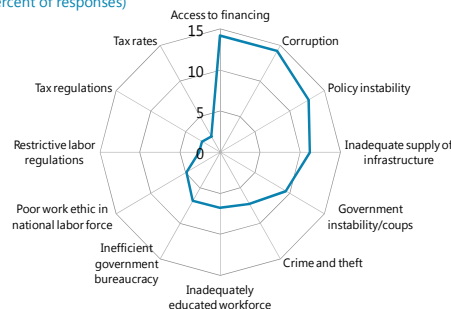 percent of responses)
Access to financing
Tax rates
15
Corruption
10
Tax regulations
Policy instability
5
Restrictive labor
regulations
0
Inadequate supply of
infrastructure
Poor work ethic in
national labor force
Government
instability/coups
Inefficient
government
bureaucracy
Crime and theft
Inadequately
educated workforce